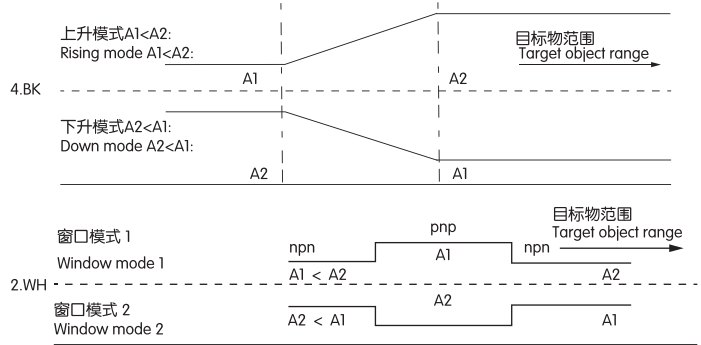 上升模式A1<A2:
Rising mode A1<A2:
目标物范围
Target object range
A1
A2
4.BK
下升模式A2<A1:
Down mode A2<A1:
A2
A1
目标物范围
Target object range
窗口模式 1
Window mode 1
npn
pnp
npn
A1
A1 < A2
A2
2.WH
窗口模式 2
Window mode 2
A2 < A1
A2
A1